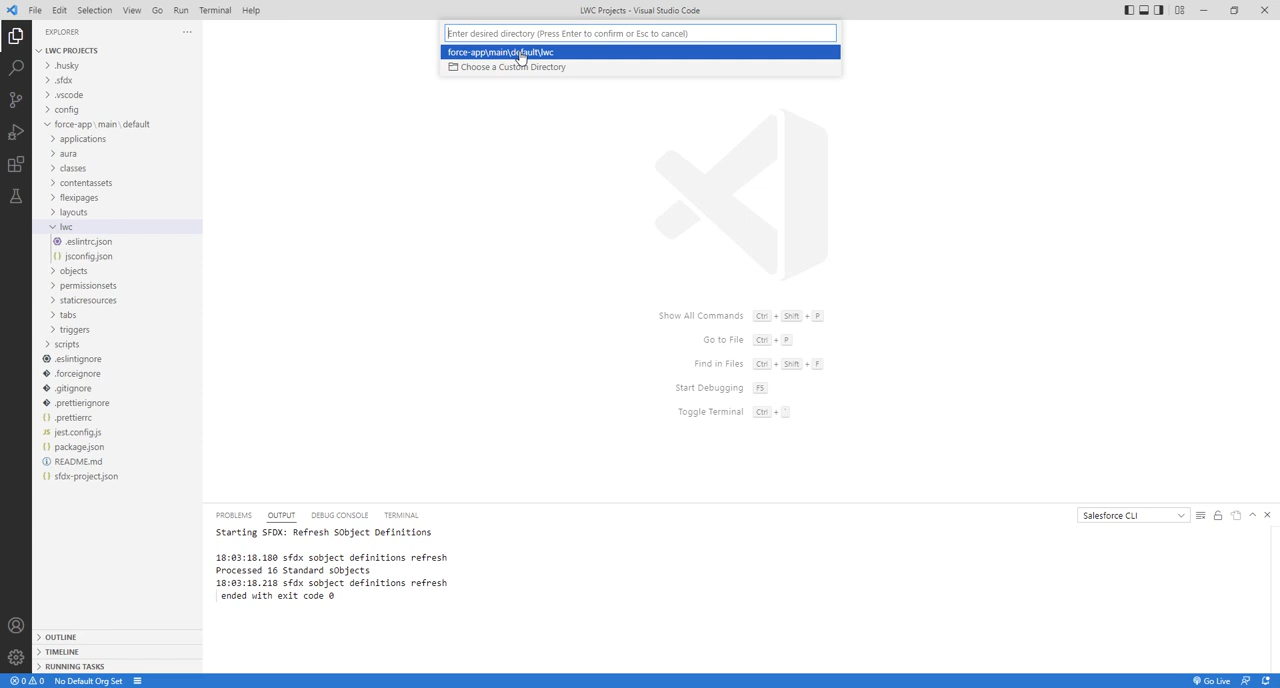 File Edit Selection View Go Run Terminal Help
LWC Projects - Visual Studio Code
Enter desired directory (Press Enter to confirm or Esc to cancel)
force-app\main\default\lwc
Choose a Custom Directory
EXPLORER
LWC PROJECTS
.husky
.sfdx
.vscode
config
force-app \ main \ default
applications
aura
classes
contentassets
flexipages
layouts
lwc
.eslintrc.json
jsconfig.json
objects
permissionsets
staticresources
tabs
triggers
scripts
.eslintignore
.forceignore
.gitignore
.prettierignore
.prettierrc
jest.config.js
package.json
README.md
sfdx-project.json
OUTLINE
TIMELINE
RUNNING TASKS
Show All Commands Ctrl + Shift + P
Go to File Ctrl + P
Find in Files Ctrl + Shift + F
Start Debugging F5
Toggle Terminal Ctrl + `
PROBLEMS OUTPUT DEBUG CONSOLE TERMINAL
Salesforce CLI
Starting SFDX: Refresh SObject Definitions
18:03:18.180 sfdx sobject definitions refresh
Processed 16 Standard sObjects
18:03:18.218 sfdx sobject definitions refresh
ended with exit code 0
0 0 No Default Org Set
Go Live